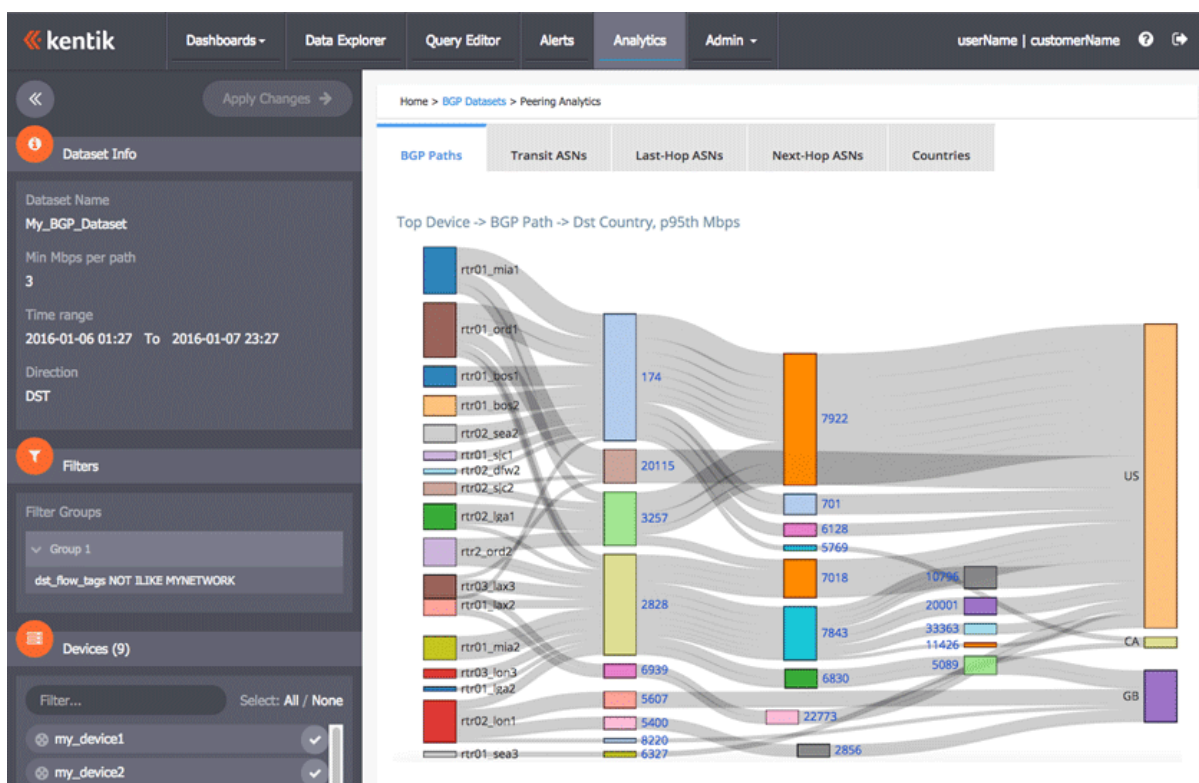 kentik
Dashboards
Data Explorer
Query Editor
Alerts
Analytics
Admin
userName | customerName
Apply Changes
Dataset Info
Dataset Name
My_BGP_Dataset
Min Mbps per path
3
Time range
2016-01-06 01:27 To 2016-01-07 23:27
Direction
DST
Filters
Filter Groups
Group 1
dst_flow_tags NOT ILIKE MYNETWORK
Devices (9)
Filter...
Select: All / None
my_device1
my_device2
Home > BGP Datasets > Peering Analytics
BGP Paths
Transit ASNs
Last-Hop ASNs
Next-Hop ASNs
Countries
Top Device -> BGP Path -> Dst Country, p95th Mbps
rtr01_mia1
rtr01_ord1
rtr01_bos1
rtr01_bos2
rtr02_sea2
rtr01_sjc1
rtr02_dfw2
rtr02_sjc2
rtr02_lga1
rtr2_ord2
rtr03_lax3
rtr01_lax2
rtr01_mia2
rtr03_lon3
rtr01_lga2
rtr02_lon1
rtr01_sea3
174
20115
3257
2828
6939
5607
5400
8220
6327
7922
701
6128
5769
7018
7843
6830
22773
2856
10796
20001
33363
11426
5089
US
CA
GB